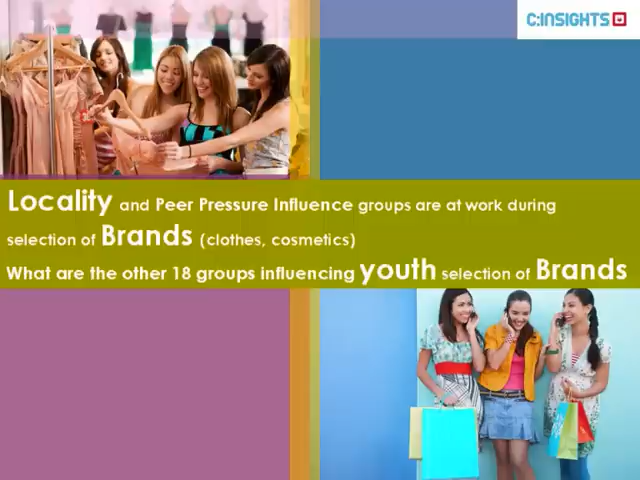 C:INSIGHTS
Locality and Peer Pressure Influence groups are at work during
selection of Brands (clothes, cosmetics)
What are the other 18 groups influencing youth selection of Brands